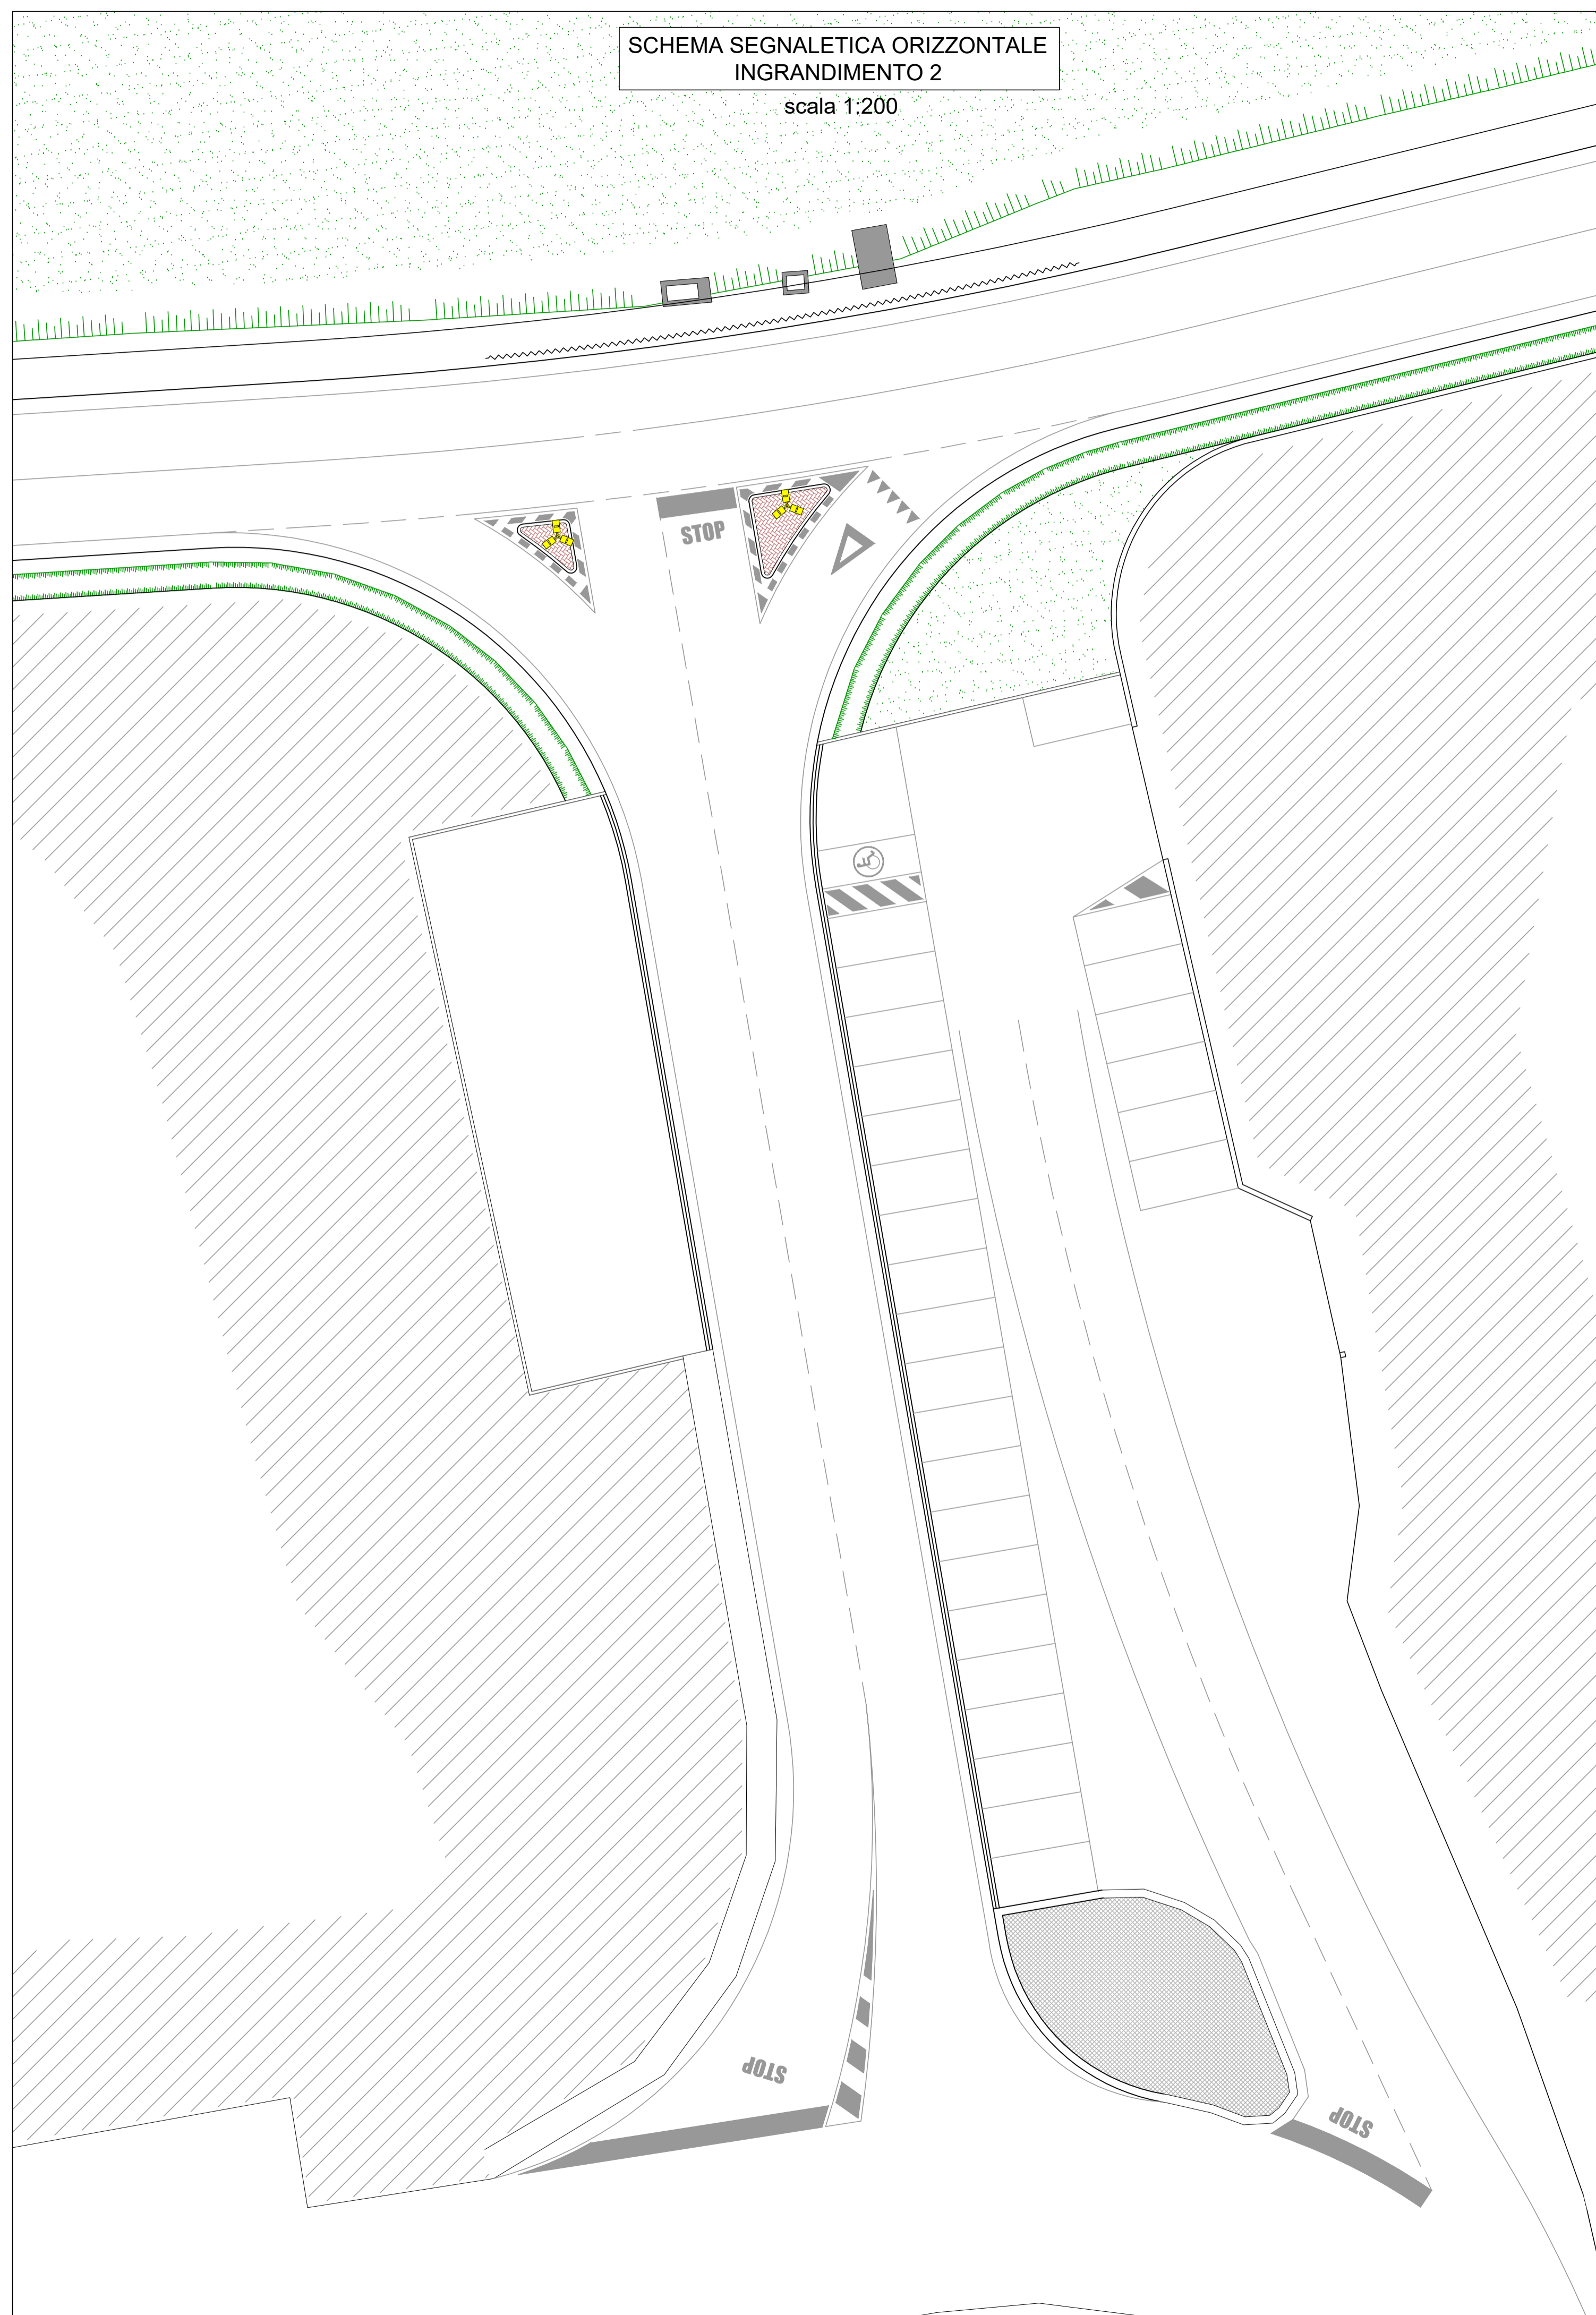 SCHEMA SEGNALETICA ORIZZONTALE
INGRANDIMENTO 2
scala 1:200
STOP
STOP
STOP